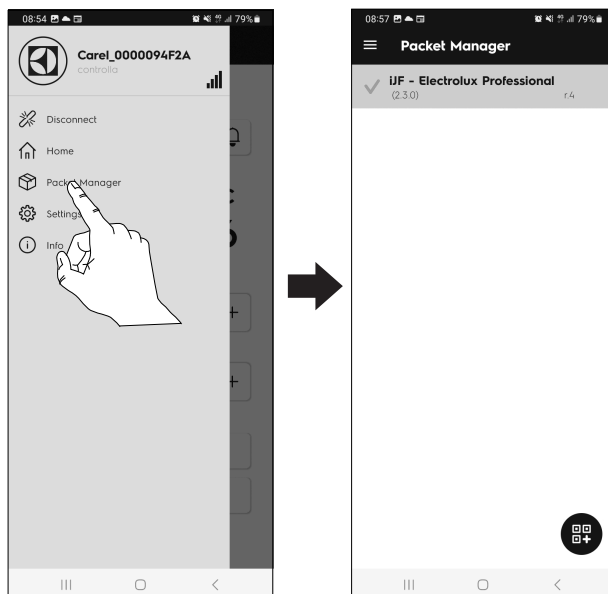 08:54 79%
Carel_0000094F2A
controlla
Disconnect
Home
Packet Manager
Settings
Info
08:57 79%
Packet Manager
iJF - Electrolux Professional
(2.3.0) r.4